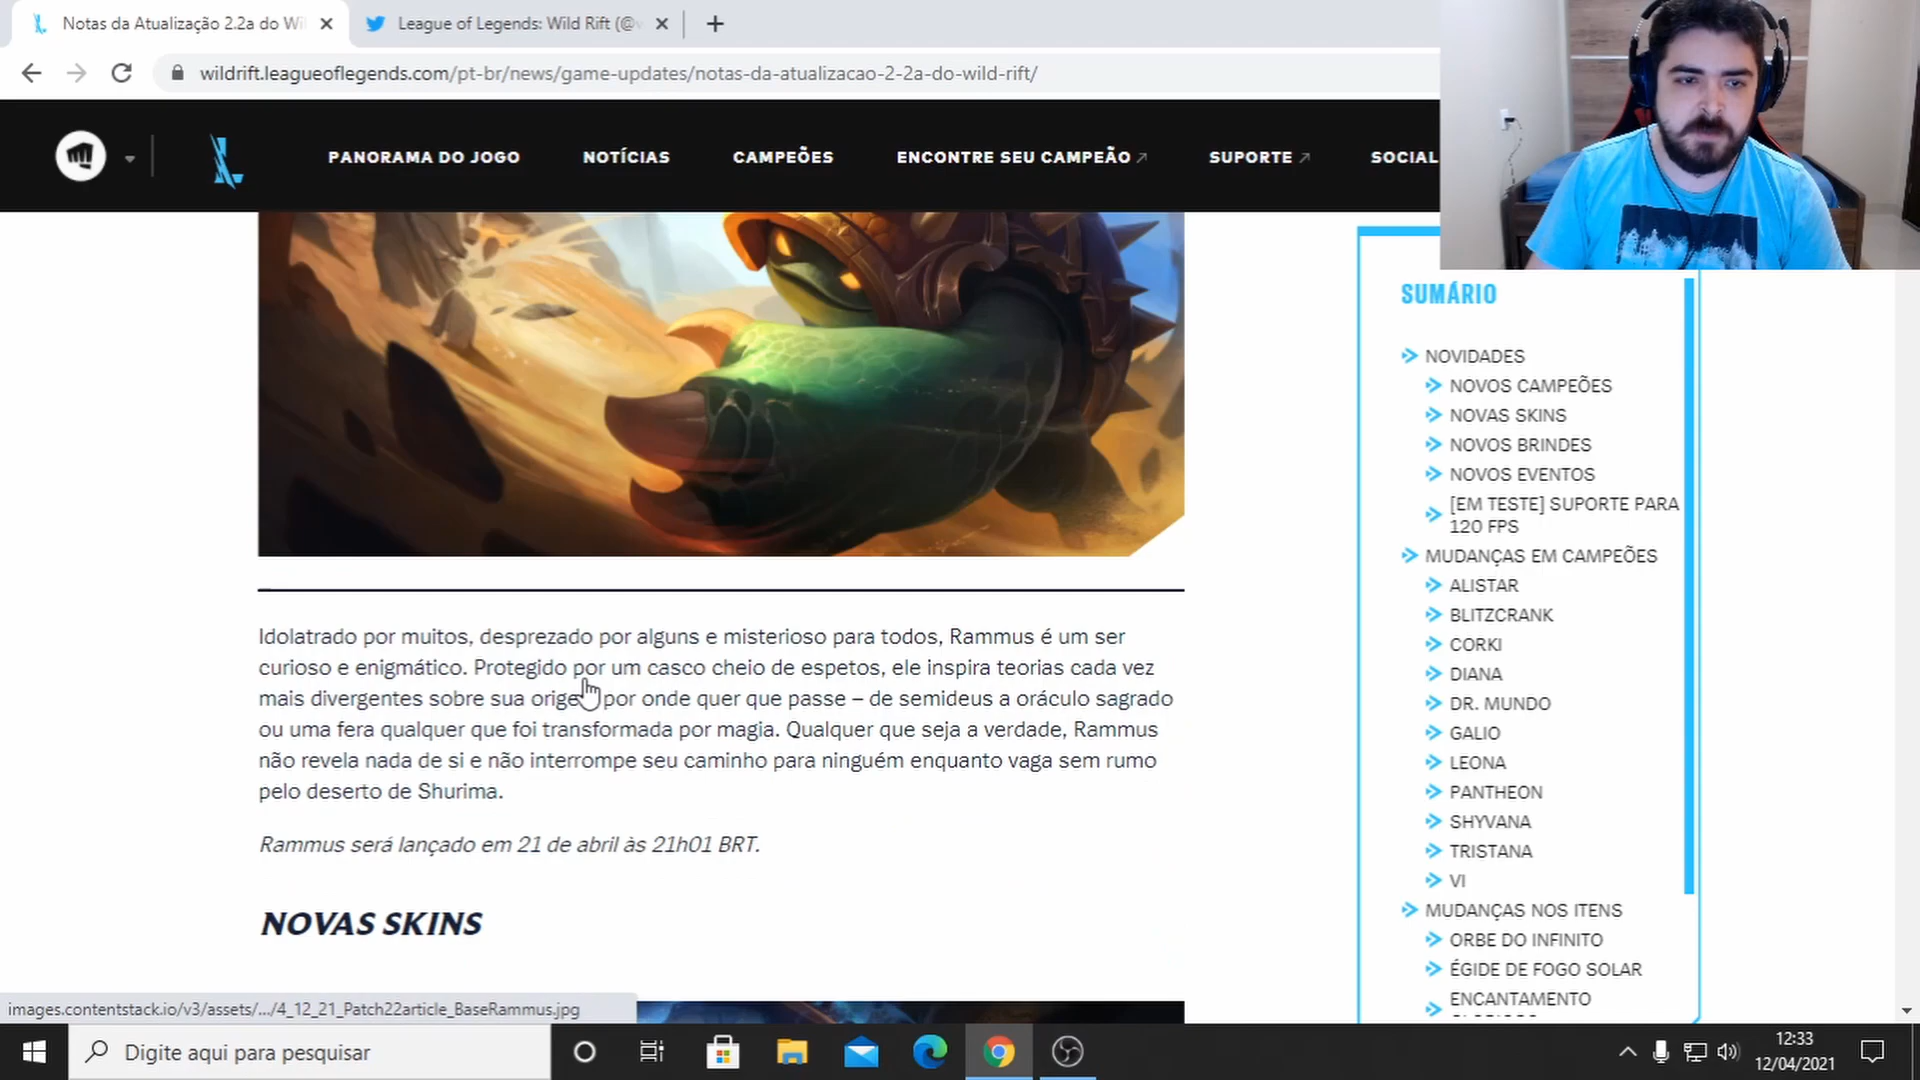 Notas da Atualização 2.2a do Wi
League of Legends: Wild Rift (@
wildrift.leagueoflegends.com/pt-br/news/game-updates/notas-da-atualizacao-2-2a-do-wild-rift/
PANORAMA DO JOGO
NOTÍCIAS
CAMPEÕES
ENCONTRE SEU CAMPEÃO
SUPORTE
SOCIAL
Idolatrado por muitos, desprezado por alguns e misterioso para todos, Rammus é um ser
curioso e enigmático. Protegido por um casco cheio de espetos, ele inspira teorias cada vez
mais divergentes sobre sua orige por onde quer que passe – de semideus a oráculo sagrado
ou uma fera qualquer que foi transformada por magia. Qualquer que seja a verdade, Rammus
não revela nada de si e não interrompe seu caminho para ninguém enquanto vaga sem rumo
pelo deserto de Shurima.
Rammus será lançado em 21 de abril às 21h01 BRT.
NOVAS SKINS
SUMÁRIO
NOVIDADES
NOVOS CAMPEÕES
NOVAS SKINS
NOVOS BRINDES
NOVOS EVENTOS
[EM TESTE] SUPORTE PARA
120 FPS
MUDANÇAS EM CAMPEÕES
ALISTAR
BLITZCRANK
CORKI
DIANA
DR. MUNDO
GALIO
LEONA
PANTHEON
SHYVANA
TRISTANA
VI
MUDANÇAS NOS ITENS
ORBE DO INFINITO
ÉGIDE DE FOGO SOLAR
ENCANTAMENTO
images.contentstack.io/v3/assets/.../4_12_21_Patch22article_BaseRammus.jpg
Digite aqui para pesquisar
12:33
12/04/2021